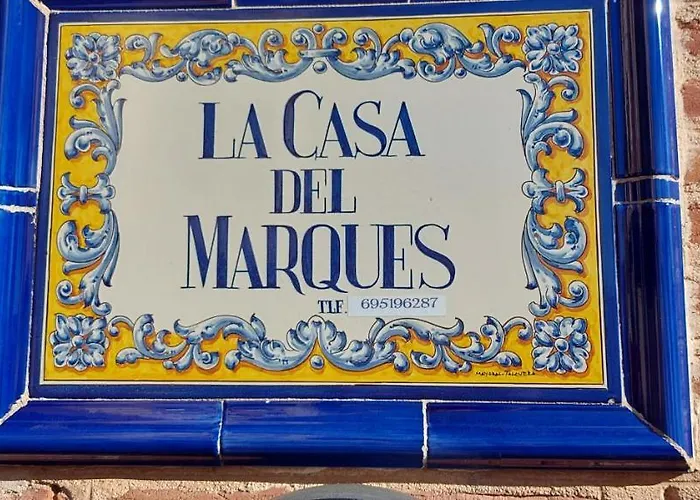 LA CASA
DEL
MARQUES
TLF. 695196287